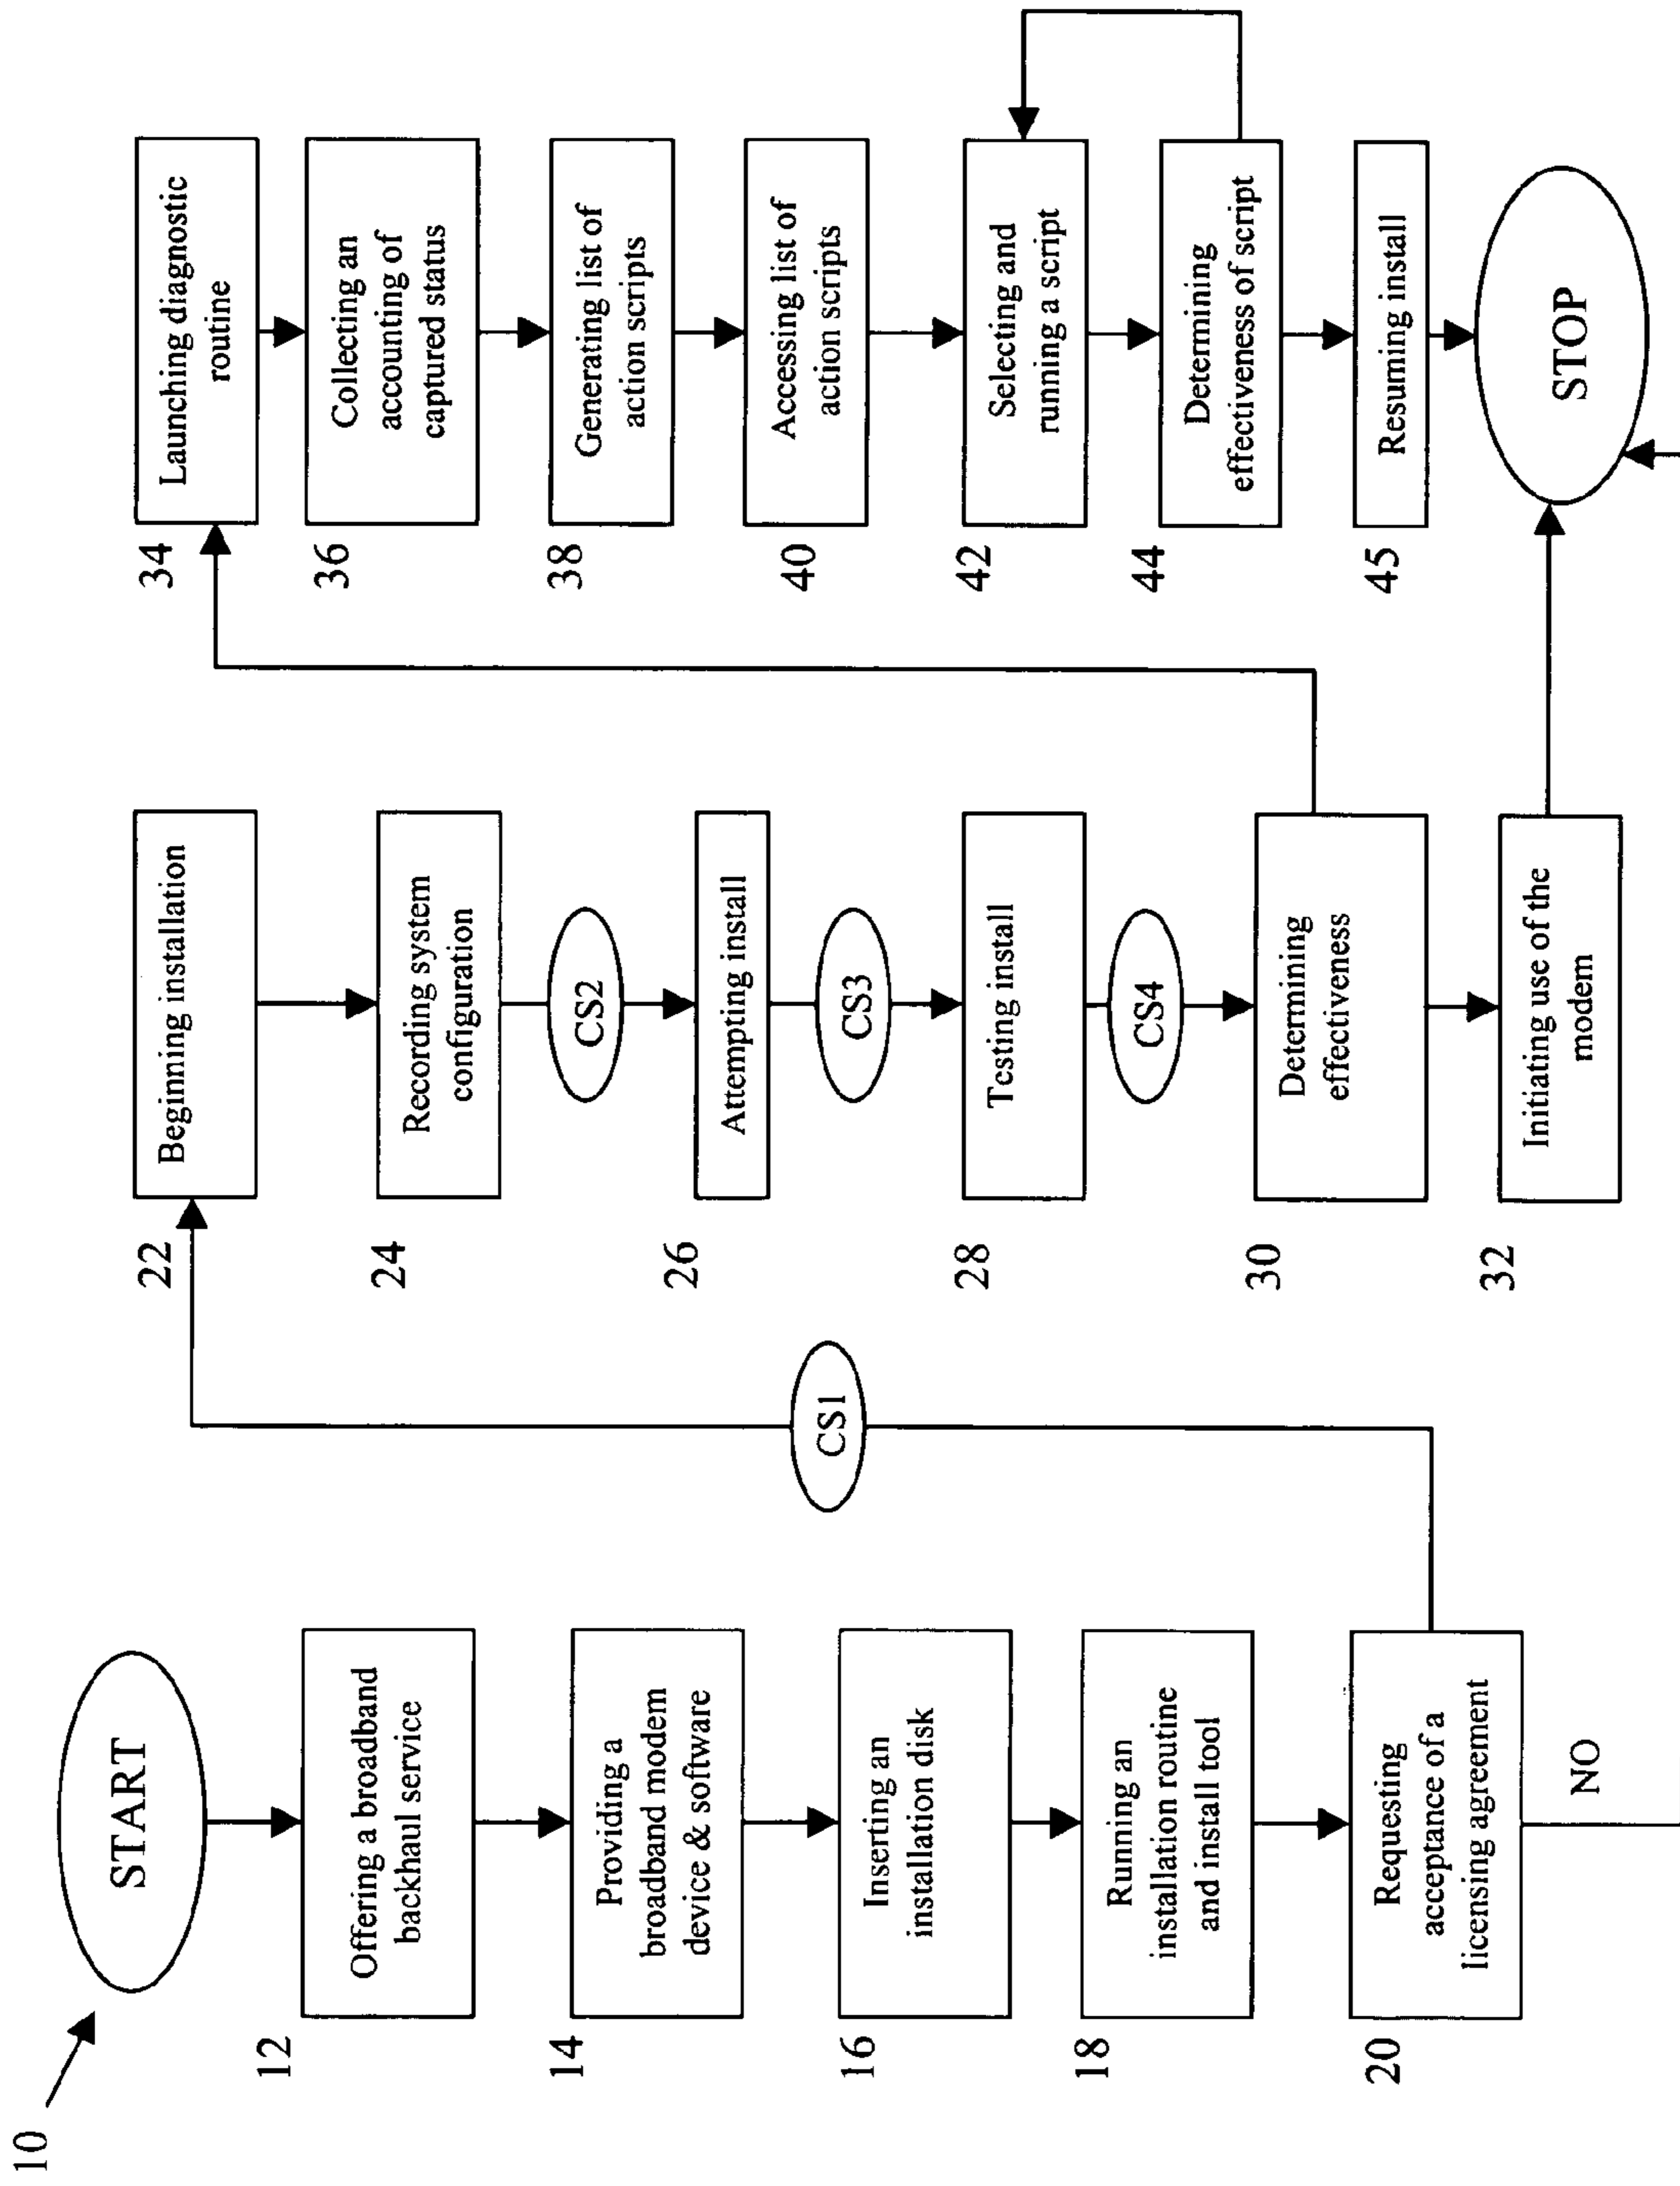 10
START
12
Offering a broadband
backhaul service
14
Providing a
broadband modem
device & software
16
Inserting an
installation disk
18
Running an
installation routine
and install tool
20
Requesting
acceptance of a
licensing agreement
NO
CS1
22
Beginning installation
24
Recording system
configuration
CS2
26
Attempting install
CS3
28
Testing install
CS4
30
Determining
effectiveness
32
Initiating use of the
modem
34
Launching diagnostic
routine
36
Collecting an
accounting of
captured status
38
Generating list of
action scripts
40
Accessing list of
action scripts
42
Selecting and
running a script
44
Determining
effectiveness of script
45
Resuming install
STOP